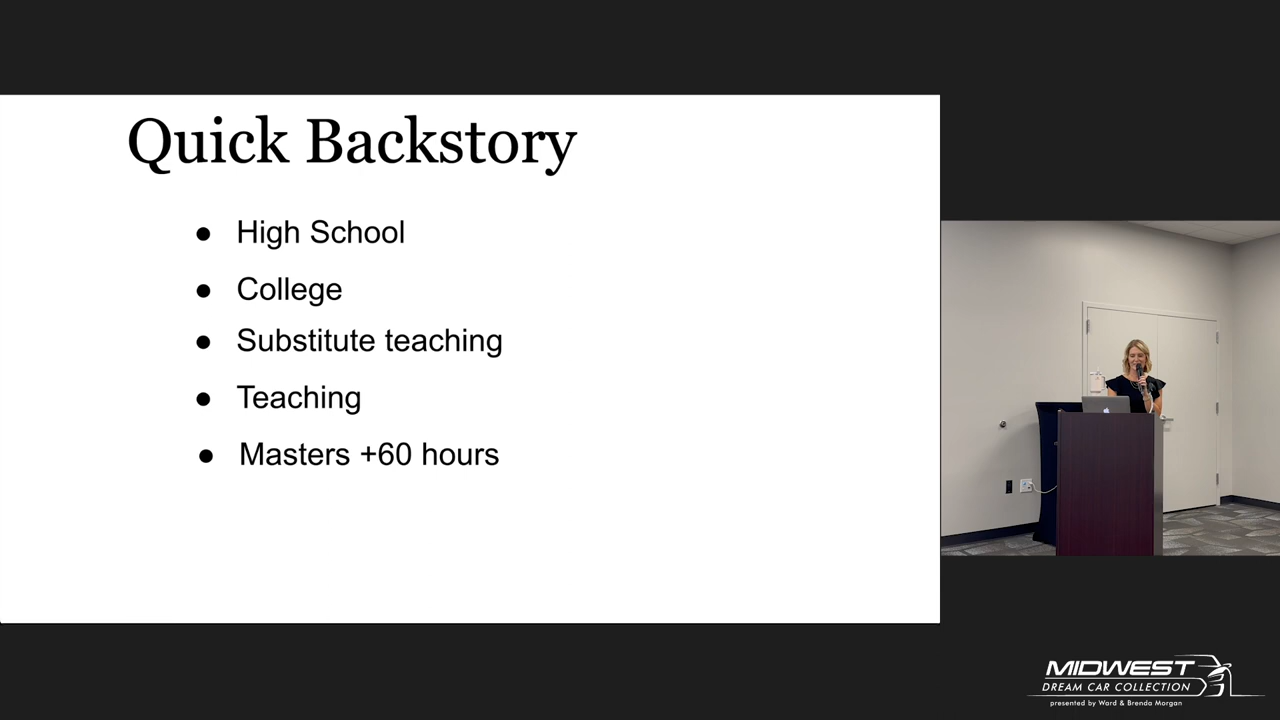 Quick Backstory
● High School
● College
● Substitute teaching
● Teaching
● Masters +60 hours
MIDWEST
DREAM CAR COLLECTION
presented by Ward & Brenda Morgan